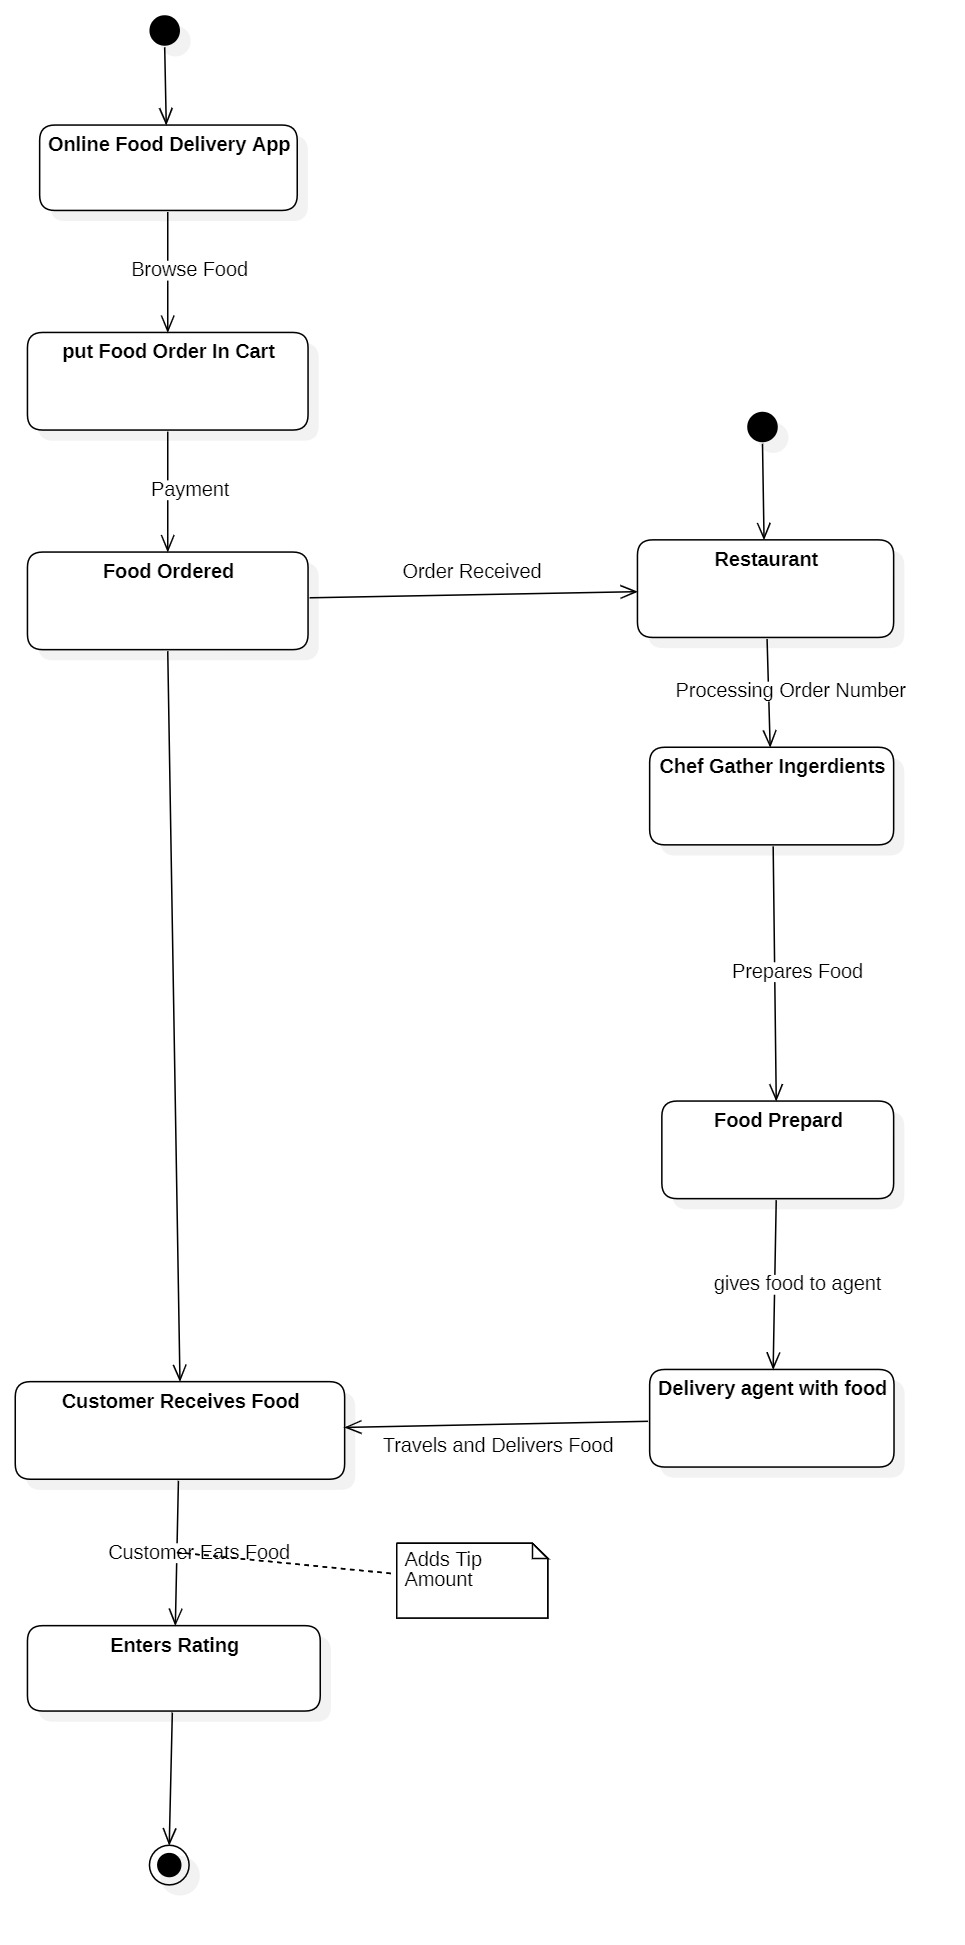 Online Food Delivery App
Browse Food
put Food Order In Cart
Payment
Food Ordered
Order Received
Restaurant
Processing Order Number
Chef Gather Ingerdients
Prepares Food
Food Prepard
gives food to agent
Delivery agent with food
Travels and Delivers Food
Customer Receives Food
Customer Eats Food
Adds Tip
Amount
Enters Rating